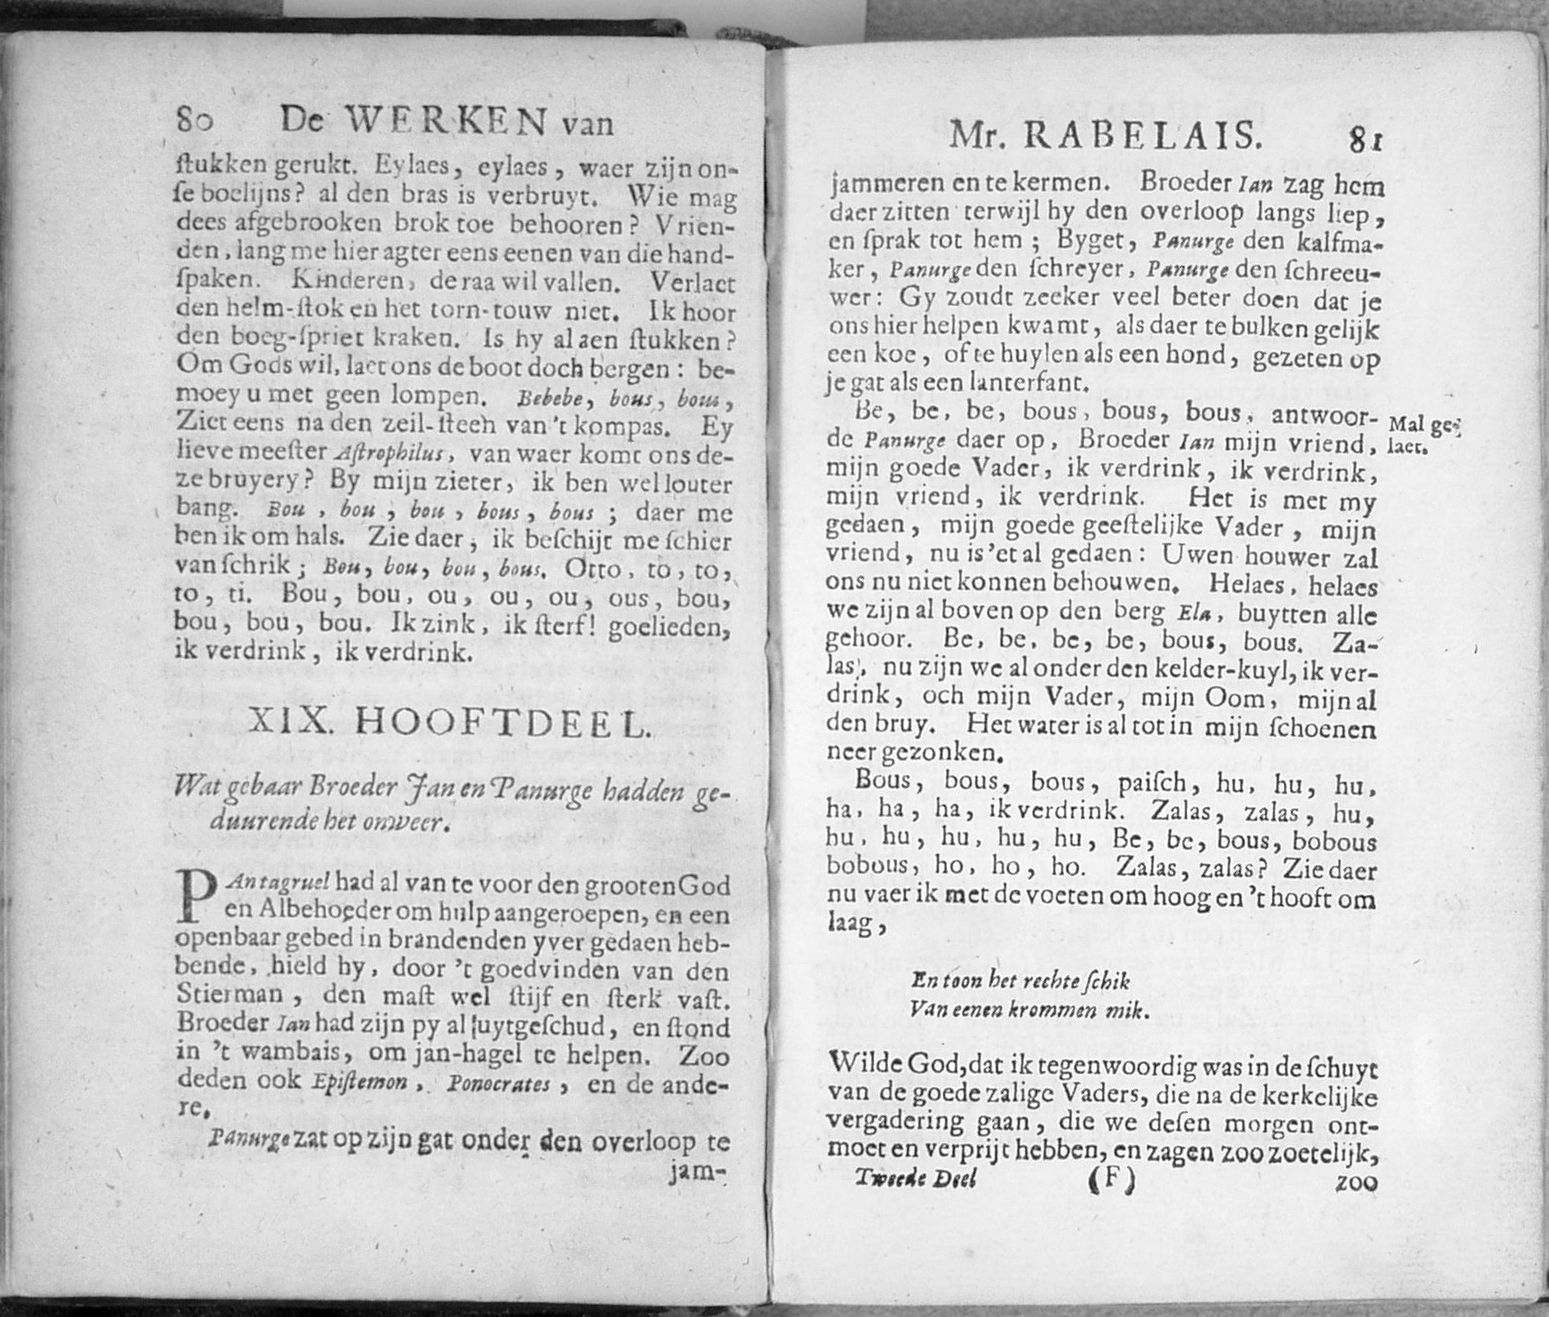 80 De WERKEN van
ſtukken gerukt. Eylaes, eylaes, waer zijn on-
ſe boelijns? al den bras is verbruyt. Wie mag
dees afgebrooken brok toe behooren? Vrien-
den, lang me hier agter eens eenen van die hand-
ſpaken. Kinderen, de raa wil vallen. Verlaet
den helm-ſtok en het torn-touw niet. Ik hoor
den boeg-ſpriet kraken. Is hy al aen ſtukken?
Om Gods wil, laet ons de boot doch bergen: be-
moey u met geen lompen. Bebebe, bous, bous,
Ziet eens na den zeil-ſteen van 't kompas. Ey
lieve meeſter Aſtrophilus, van waer komt ons de-
ze bruyery? By mijn zieter, ik ben wel louter
bang. Bou, bou, bou, bous, bous; daer me
ben ik om hals. Zie daer, ik beſchijt me ſchier
van ſchrik; Bou, bou, bou, bous. Otto, to, to,
to, ti. Bou, bou, ou, ou, ou, ous, bou,
bou, bou, bou. Ik zink, ik ſterf! goelieden,
ik verdrink, ik verdrink.
XIX. HOOFTDEEL.
Wat gebaar Broeder Jan en Panurge hadden ge-
duurende het onweer.
PAntagruel had al van te voor den grooten God
en Albehoeder om hulp aangeroepen, en een
openbaar gebed in brandenden yver gedaen heb-
bende, hield hy, door 't goedvinden van den
Stierman, den maſt wel ſtijf en ſterk vaſt.
Broeder Ian had zijn py al uytgeſchud, en ſtond
in 't wambais, om jan-hagel te helpen. Zoo
deden ook Epiſtemon, Ponocrates, en de ande-
re.
Panurge zat op zijn gat onder den overloop te
jam-
Mr. RABELAIS. 81
jammeren en te kermen. Broeder Ian zag hem
daer zitten terwijl hy den overloop langs liep,
en ſprak tot hem; Byget, Panurge den kalfma-
ker, Panurge den ſchreyer, Panurge den ſchreeu-
wer: Gy zoudt zeeker veel beter doen dat je
ons hier helpen kwamt, als daer te bulken gelijk
een koe, of te huylen als een hond, gezeten op
je gat als een lanterfant.
Be, be, be, bous, bous, bous, antwoor-
de Panurge daer op, Broeder Ian mijn vriend,
mijn goede Vader, ik verdrink, ik verdrink,
mijn vriend, ik verdrink. Het is met my
gedaen, mijn goede geeſtelijke Vader, mijn
vriend, nu is 'et al gedaen: Uwen houwer zal
ons nu niet konnen behouwen. Helaes, helaes
we zijn al boven op den berg Ela, buytten alle
gehoor. Be, be, be, be, bous, bous. Za-
las, nu zijn we al onder den kelder-kuyl, ik ver-
drink, och mijn Vader, mijn Oom, mijn al
den bruy. Het water is al tot in mijn ſchoenen
neer gezonken.
Mal ge-
laet.
Bous, bous, bous, paiſch, hu, hu, hu,
ha, ha, ha, ik verdrink. Zalas, zalas, hu,
hu, hu, hu, hu, hu, Be, be, bous, bobous
bobous, ho, ho, ho. Zalas, zalas? Zie daer
nu vaer ik met de voeten om hoog en 't hooft om
laag,
En toon het rechte ſchik
Van eenen krommen mik.
Wilde God, dat ik tegenwoordig was in de ſchuyt
van de goede zalige Vaders, die na de kerkelijke
vergadering gaan, die we deſen morgen ont-
moet en verprijt hebben, en zagen zoo zoetelijk,
Tweede Deel (F) zoo